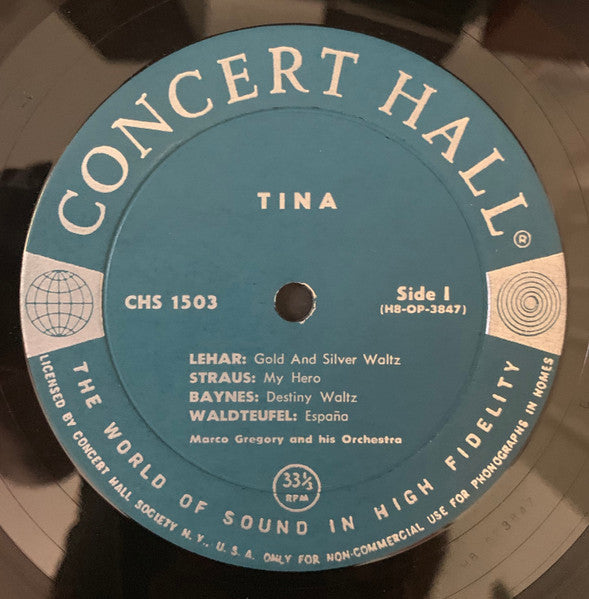 CONCERT HALL
®
TINA
CHS 1503
Side 1
(H8-OP-3847)
LEHAR: Gold And Silver Waltz
STRAUS: My Hero
BAYNES: Destiny Waltz
WALDTEUFEL: España
Marco Gregory and his Orchestra
33⅓
RPM
THE WORLD OF SOUND IN HIGH FIDELITY
LICENSED BY CONCERT HALL SOCIETY N. Y., U. S. A. ONLY FOR NON-COMMERCIAL USE FOR PHONOGRAPHS IN HOMES